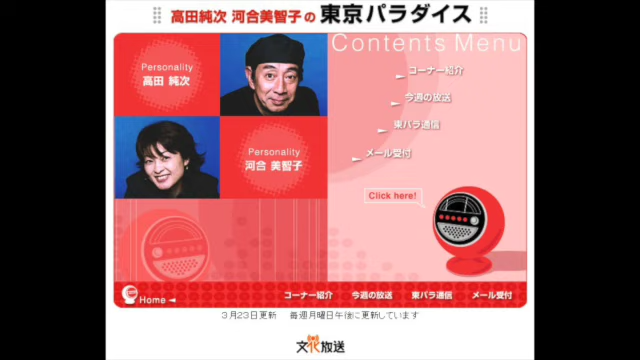 高田純次 河合美智子の 東京パラダイス
Contents Menu
Personality
高田 純次
コーナー紹介
今週の放送
東パラ通信
メール受付
Personality
河合 美智子
Click here!
Home
コーナー紹介 今週の放送 東パラ通信 メール受付
3月23日更新 毎週月曜日午後に更新しています
文化放送